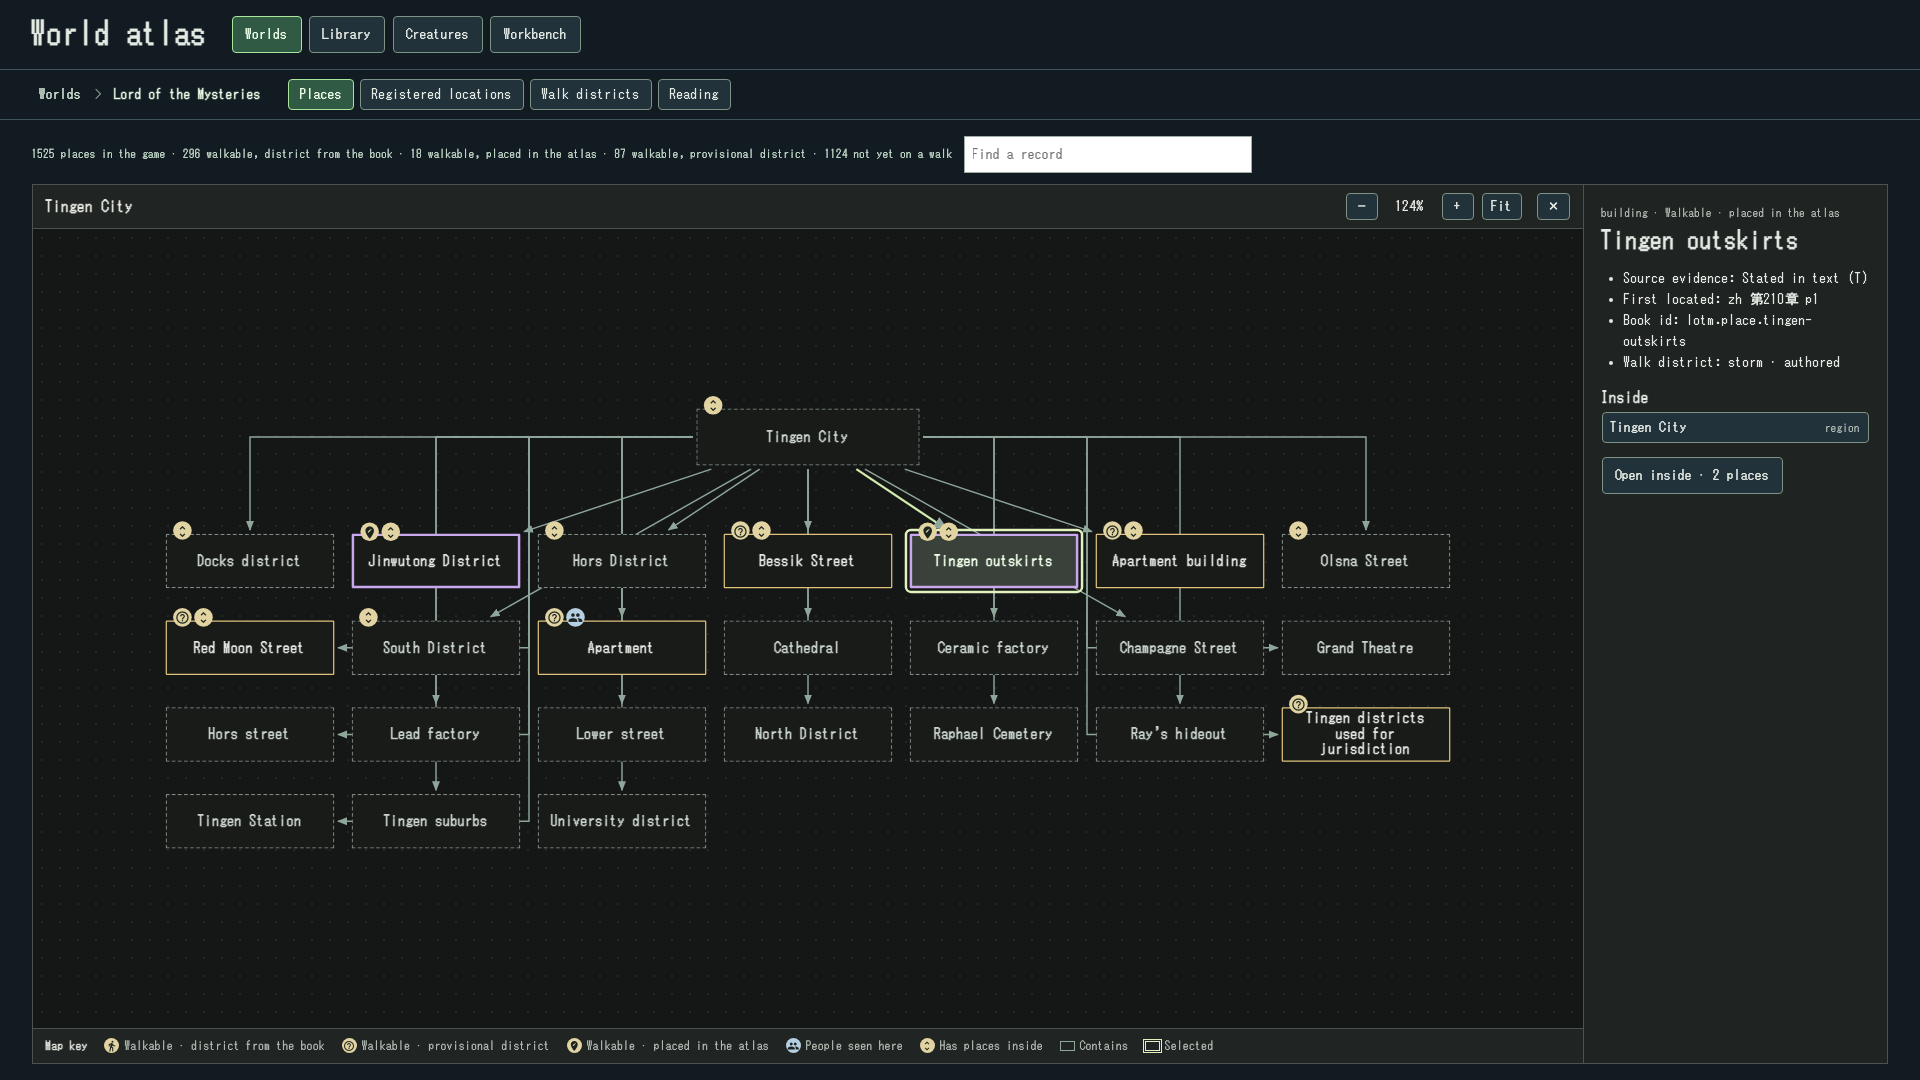 World atlas
Worlds
Library
Creatures
Workbench
Worlds
Lord of the Mysteries
Places
Registered locations
Walk districts
Reading
1525 places in the game · 296 walkable, district from the book · 18 walkable, placed in the atlas · 87 walkable, provisional district · 1124 not yet on a walk
Find a record
Tingen City
−
124%
+
Fit
×
Tingen City
Docks district
Jinwutong District
Hors District
Bessik Street
Tingen outskirts
Apartment building
Olsna Street
Red Moon Street
South District
Apartment
Cathedral
Ceramic factory
Champagne Street
Grand Theatre
Hors street
Lead factory
Lower street
North District
Raphael Cemetery
Ray's hideout
Tingen districts
used for
jurisdiction
Tingen Station
Tingen suburbs
University district
Map key
Walkable · district from the book
Walkable · provisional district
Walkable · placed in the atlas
People seen here
Has places inside
Contains
Selected
building · Walkable · placed in the atlas
Tingen outskirts
• Source evidence: Stated in text (T)
• First located: zh 第210章 p1
• Book id: lotm.place.tingen-
outskirts
• Walk district: storm · authored
Inside
Tingen City region
Open inside · 2 places